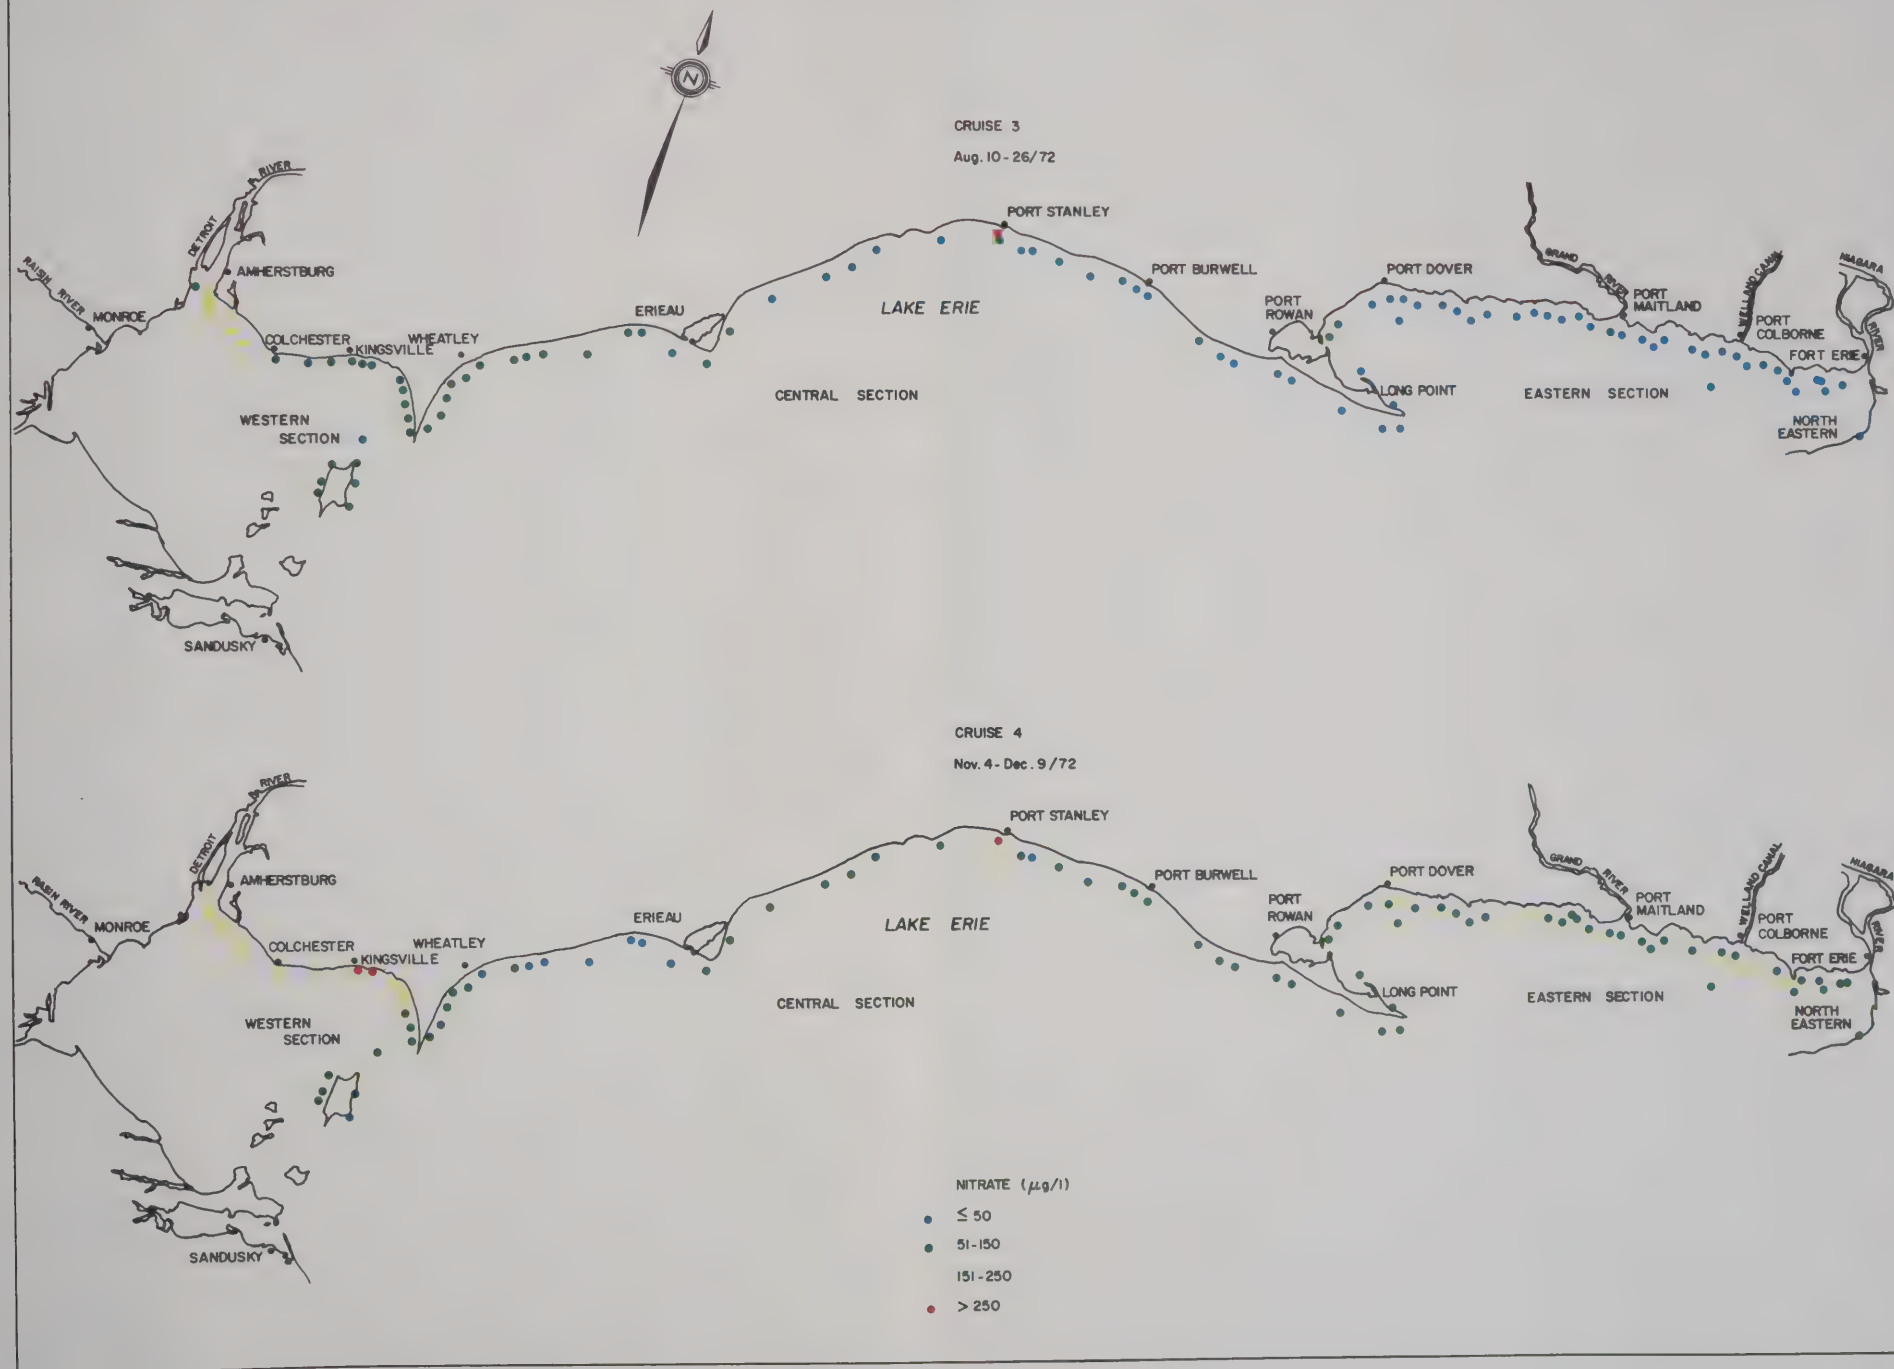 N
CRUISE 3
Aug. 10 - 26/72
RIVER
DETROIT
AMHERSTBURG
RAISIN RIVER
MONROE
COLCHESTER
KINGSVILLE
WHEATLEY
ERIEAU
LAKE ERIE
PORT STANLEY
PORT BURWELL
PORT
ROWAN
PORT DOVER
GRAND RIVER
PORT
MAITLAND
WELLAND CANAL
PORT
COLBORNE
NIAGARA
RIVER
FORT ERIE
LONG POINT
WESTERN
SECTION
CENTRAL SECTION
EASTERN SECTION
NORTH
EASTERN
SANDUSKY
CRUISE 4
Nov. 4 - Dec. 9/72
RIVER
DETROIT
AMHERSTBURG
RASIN RIVER
MONROE
COLCHESTER
KINGSVILLE
WHEATLEY
ERIEAU
LAKE ERIE
PORT STANLEY
PORT BURWELL
PORT
ROWAN
PORT DOVER
GRAND RIVER
PORT
MAITLAND
WELLAND CANAL
PORT
COLBORNE
NIAGARA
RIVER
FORT ERIE
LONG POINT
WESTERN
SECTION
CENTRAL SECTION
EASTERN SECTION
NORTH
EASTERN
SANDUSKY
NITRATE (µg/l)
≤ 50
51-150
151-250
> 250